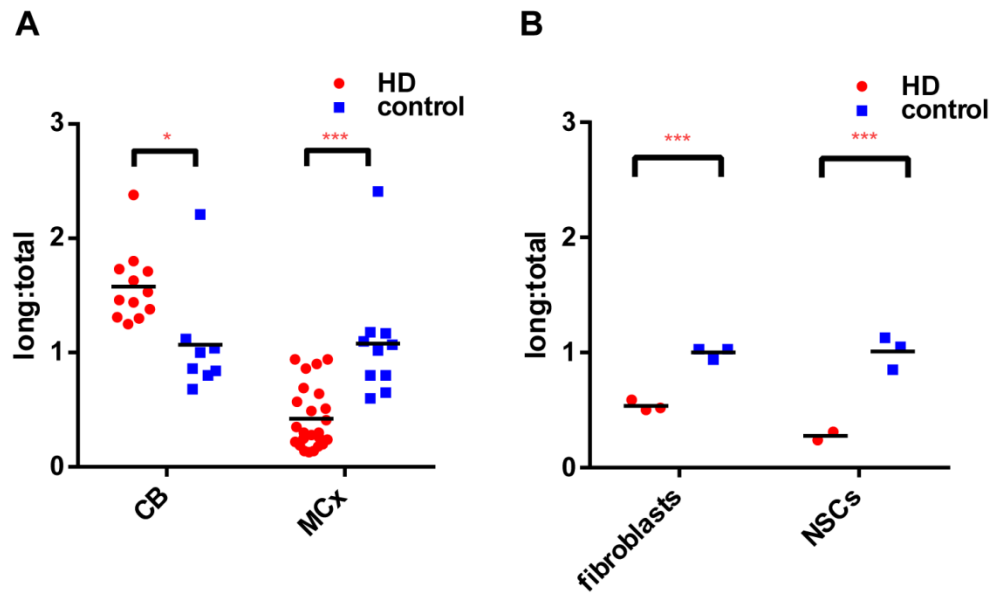 A
HD
control
3
2
1
0
long:total
*
***
CB
MCx
B
HD
control
3
2
1
0
long:total
***
***
fibroblasts
NSCs